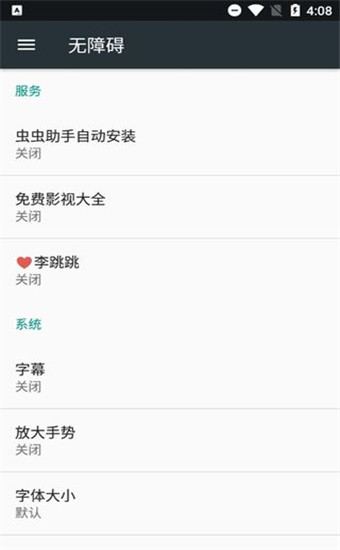 A
4:08
无障碍
服务
虫虫助手自动安装
关闭
免费影视大全
关闭
❤李跳跳
关闭
系统
字幕
关闭
放大手势
关闭
字体大小
默认